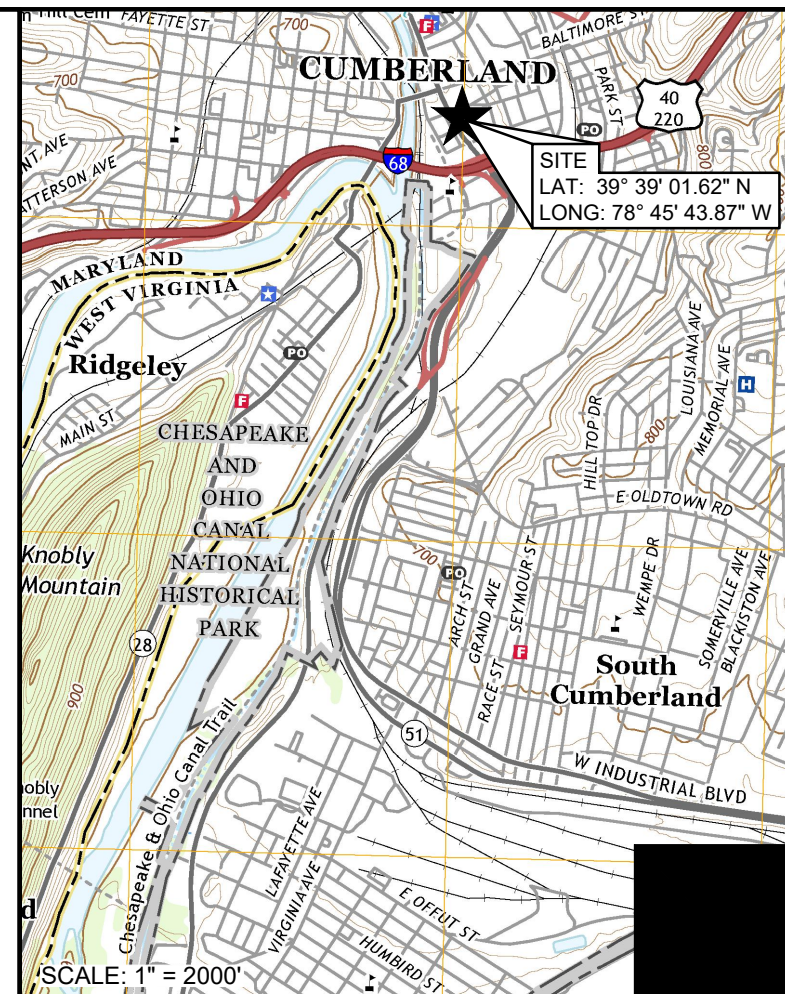 Hill Cem
FAYETTE ST
700
F
BALTIMORE ST
CUMBERLAND
700
PARK ST
40
220
PO
68
SITE
LAT: 39° 39' 01.62" N
LONG: 78° 45' 43.87" W
800
AVE
PATTERSON AVE
MARYLAND
WEST VIRGINIA
Ridgeley
PO
F
MAIN ST
CHESAPEAKE
AND
OHIO
CANAL
NATIONAL
HISTORICAL
PARK
LOUISIANA AVE
MEMORIAL AVE
H
HILL TOP DR
800
E OLDTOWN RD
Knobly
Mountain
700
PO
ARCH ST
GRAND AVE
SEYMOUR ST
RACE ST
F
WEMPE DR
SOMERVILLE AVE
BLACKISTON AVE
28
900
South
Cumberland
51
W INDUSTRIAL BLVD
Chesapeake & Ohio Canal Trail
LAFAYETTE AVE
VIRGINIA AVE
E OFFUT ST
HUMBIRD ST
SCALE: 1" = 2000'